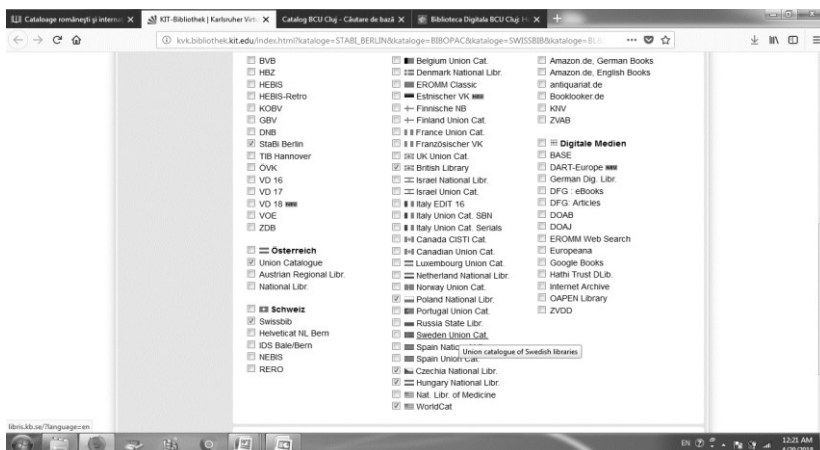 Cataloage românești și internaț
KIT-Bibliothek | Karlsruher Virtu
Catalog BCU Cluj - Căutare de bază
Biblioteca Digitala BCU Cluj: H
kvk.bibliothek.kit.edu/index.html?kataloge=STABI_BERLIN&kataloge=BIBOPAC&kataloge=SWISSBIB&kataloge=
BVB
HBZ
HEBIS
HEBIS-Retro
KOBV
GBV
DNB
StaBi Berlin
TIB Hannover
ÖVK
VD 16
VD 17
VD 18
VOE
ZDB
Österreich
Union Catalogue
Austrian Regional Libr.
National Libr.
Schweiz
Swissbib
Helveticat NL Bern
IDS Bale/Bern
NEBIS
RERO
Belgium Union Cat.
Denmark National Libr.
EROMM Classic
Estnischer VK
Finnische NB
Finland Union Cat.
France Union Cat.
Französischer VK
UK Union Cat.
British Library
Israel National Libr.
Israel Union Cat.
Italy EDIT 16
Italy Union Cat. SBN
Italy Union Cat. Serials
Canada CISTI Cat.
Canadian Union Cat.
Luxembourg Union Cat.
Netherland National Libr.
Norway Union Cat.
Poland National Libr.
Portugal Union Cat.
Russia State Libr.
Sweden Union Cat.
Spain Natio
Union catalogue of Swedish libraries
Spain Union Cat.
Czechia National Libr.
Hungary National Libr.
Nat. Libr. of Medicine
WorldCat
Amazon.de, German Books
Amazon.de, English Books
antiquariat.de
Booklooker.de
KNV
ZVAB
Digitale Medien
BASE
DART-Europe
German Dig. Libr.
DFG : eBooks
DFG: Articles
DOAB
DOAJ
EROMM Web Search
Europeana
Google Books
Hathi Trust DLib.
Internet Archive
OAPEN Library
ZVDD
libris.kb.se/?language=en
EN
12:21 AM
4/20/2018